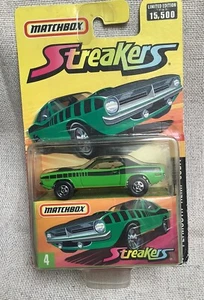 MATCHBOX
LIMITED EDITION
15,500
Streakers
MATCHBOX
4
Streakers